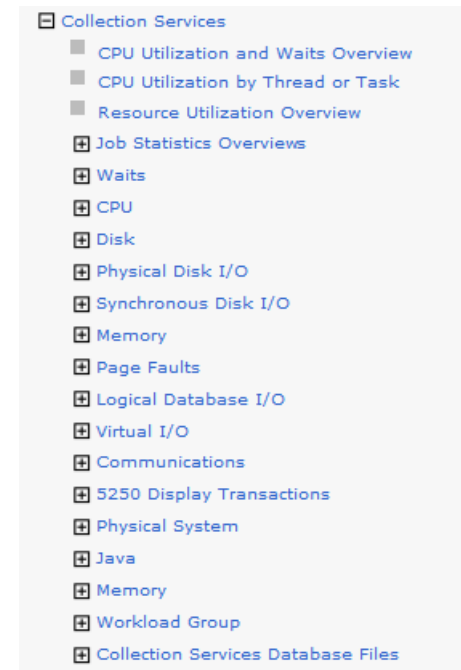 Collection Services
CPU Utilization and Waits Overview
CPU Utilization by Thread or Task
Resource Utilization Overview
Job Statistics Overviews
Waits
CPU
Disk
Physical Disk I/O
Synchronous Disk I/O
Memory
Page Faults
Logical Database I/O
Virtual I/O
Communications
5250 Display Transactions
Physical System
Java
Memory
Workload Group
Collection Services Database Files